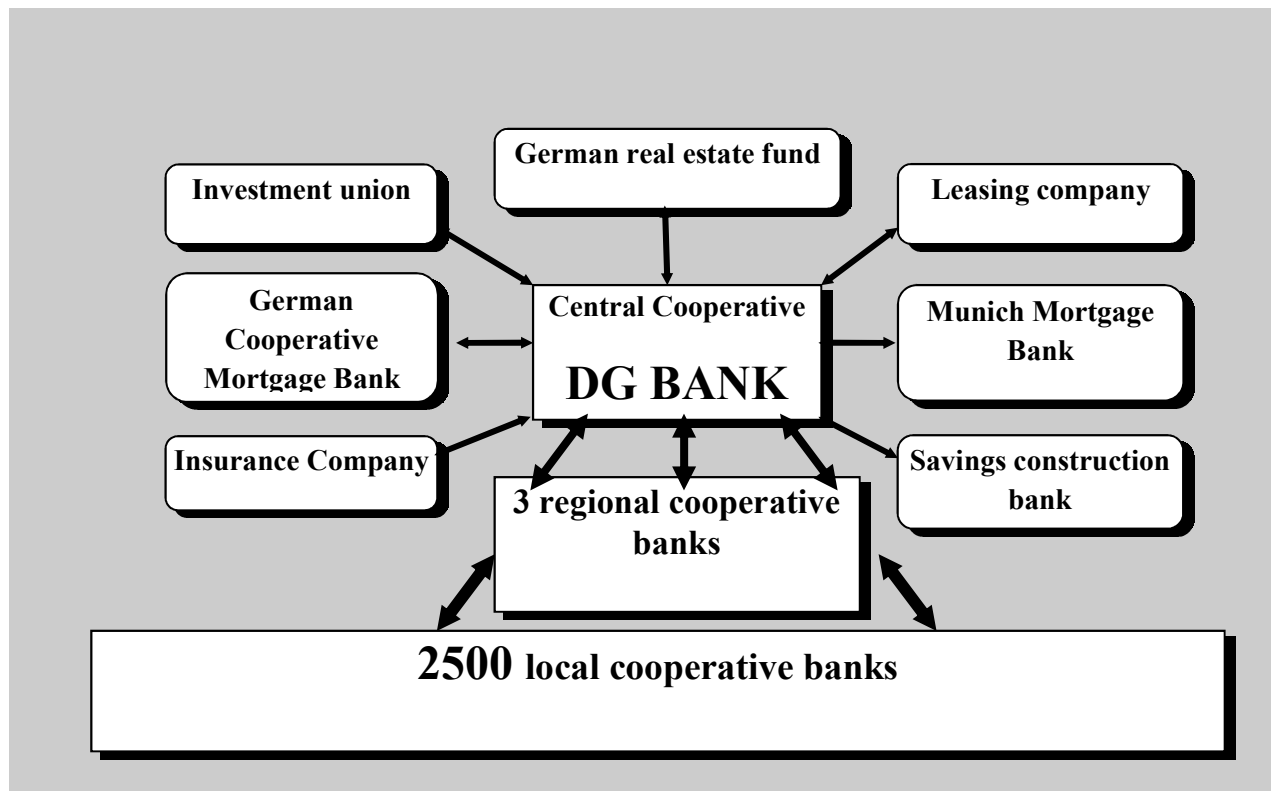 German real estate fund
Investment union
Leasing company
German
Cooperative
Mortgage Bank
Central Cooperative
DG BANK
Munich Mortgage
Bank
Insurance Company
Savings construction
bank
3 regional cooperative
banks
2500 local cooperative banks